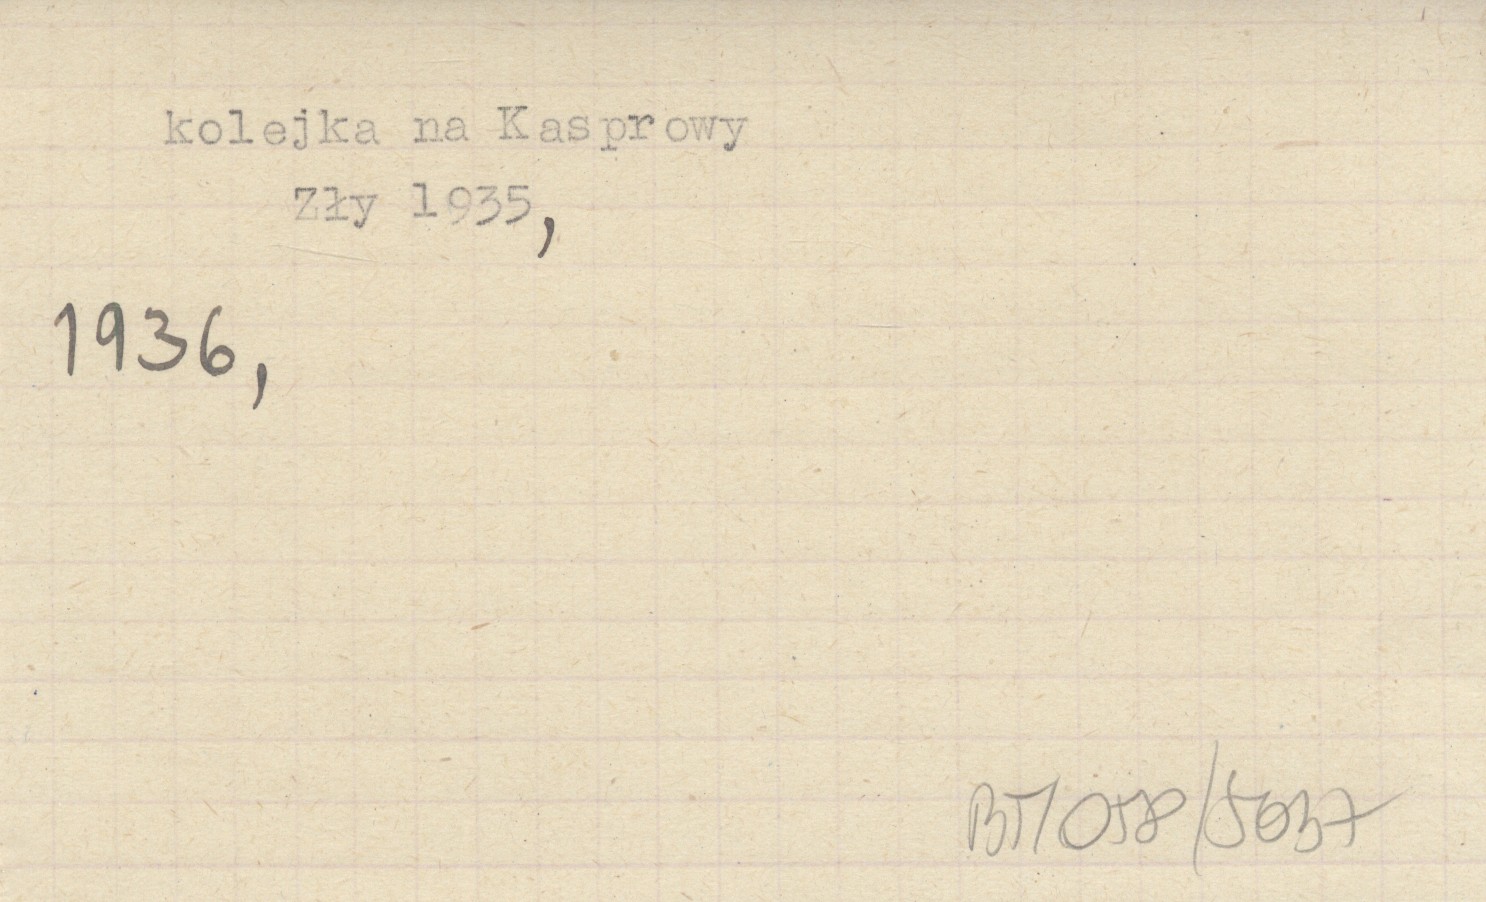 kolejka na Kasprowy
Zły 1935,
1936,
BT/058/5037